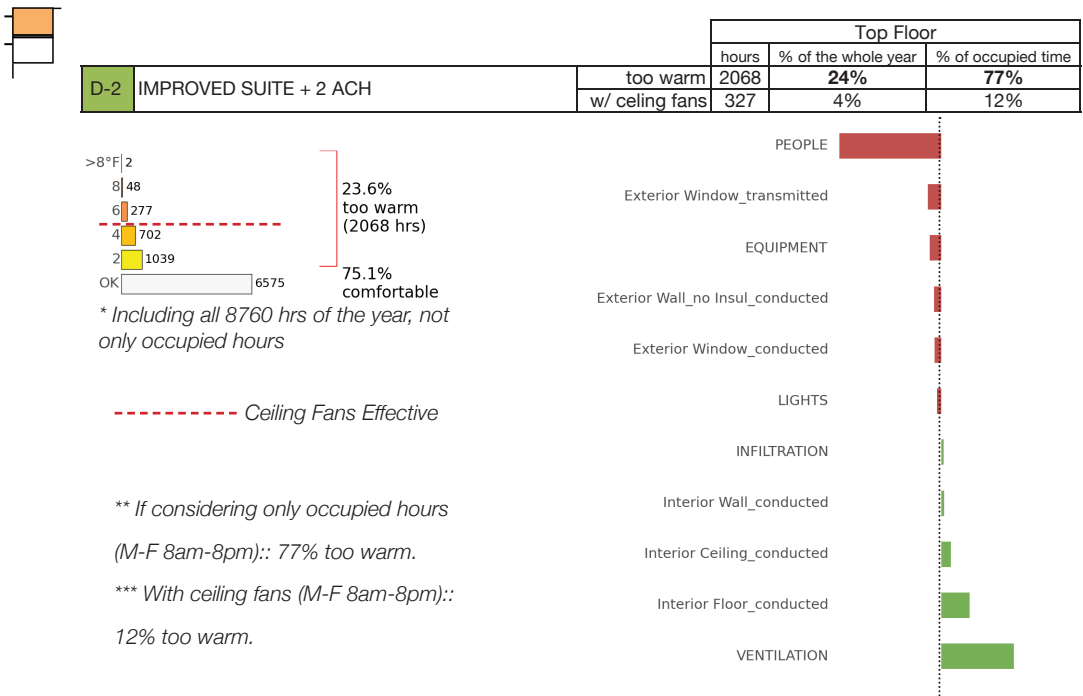 Top Floor
hours % of the whole year % of occupied time
D-2 IMPROVED SUITE + 2 ACH too warm 2068 24% 77%
w/ celing fans 327 4% 12%
>8°F 2
8 48
6 277
4 702
2 1039
OK 6575
23.6%
too warm
(2068 hrs)
75.1%
comfortable
* Including all 8760 hrs of the year, not
only occupied hours
Ceiling Fans Effective
** If considering only occupied hours
(M-F 8am-8pm):: 77% too warm.
*** With ceiling fans (M-F 8am-8pm)::
12% too warm.
PEOPLE
Exterior Window_transmitted
EQUIPMENT
Exterior Wall_no Insul_conducted
Exterior Window_conducted
LIGHTS
INFILTRATION
Interior Wall_conducted
Interior Ceiling_conducted
Interior Floor_conducted
VENTILATION